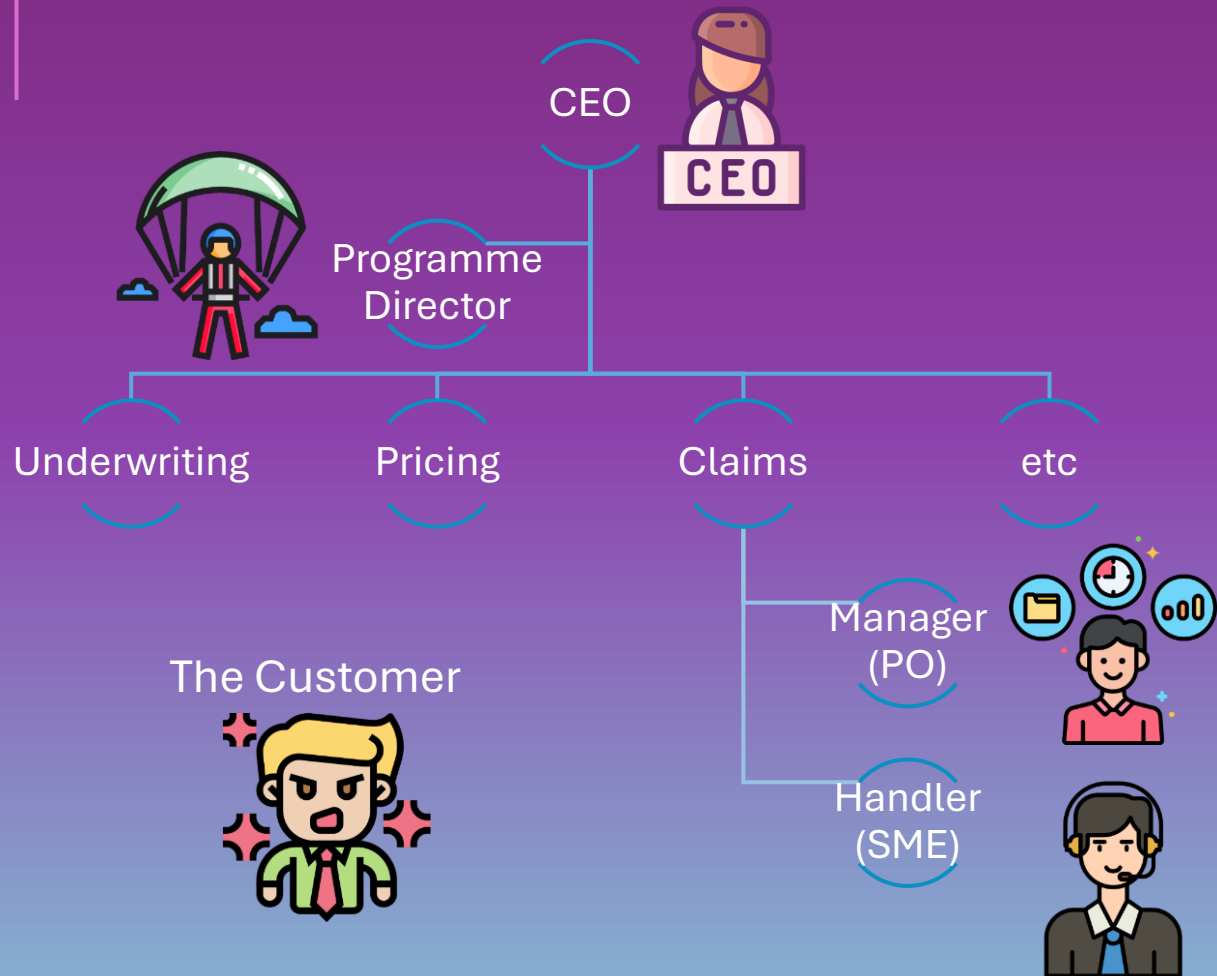 CEO
CEO
Programme
Director
Underwriting
Pricing
Claims
etc
Manager
(PO)
The Customer
Handler
(SME)